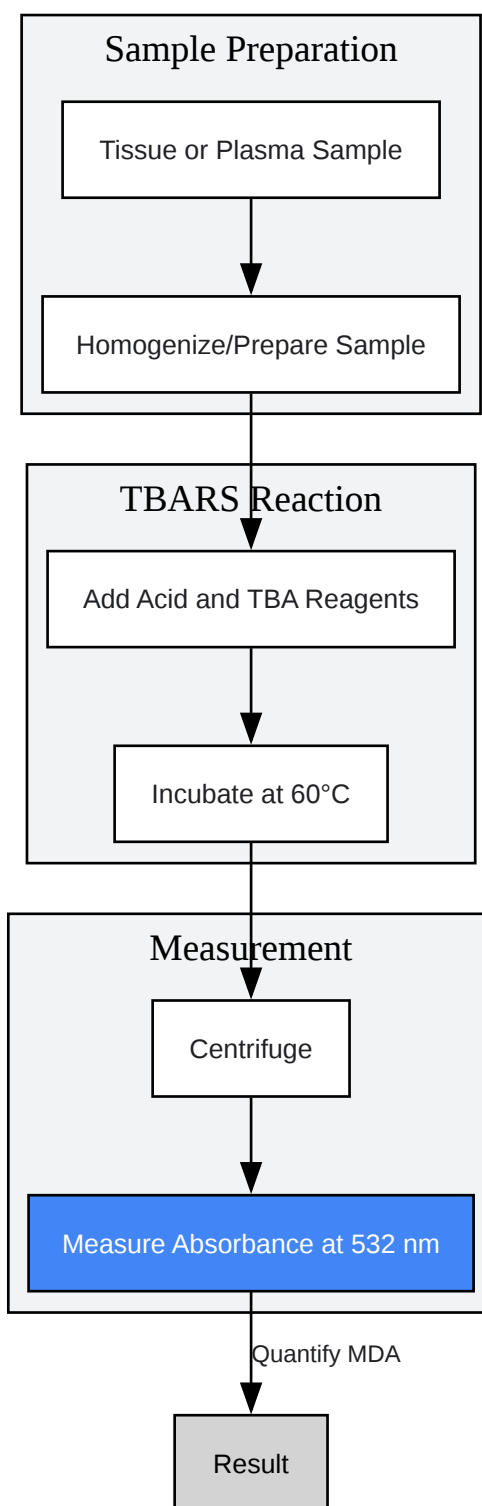 Sample Preparation
Tissue or Plasma Sample
Homogenize/Prepare Sample
TBARS Reaction
Add Acid and TBA Reagents
Incubate at 60°C
Measurement
Centrifuge
Measure Absorbance at 532 nm
Quantify MDA
Result